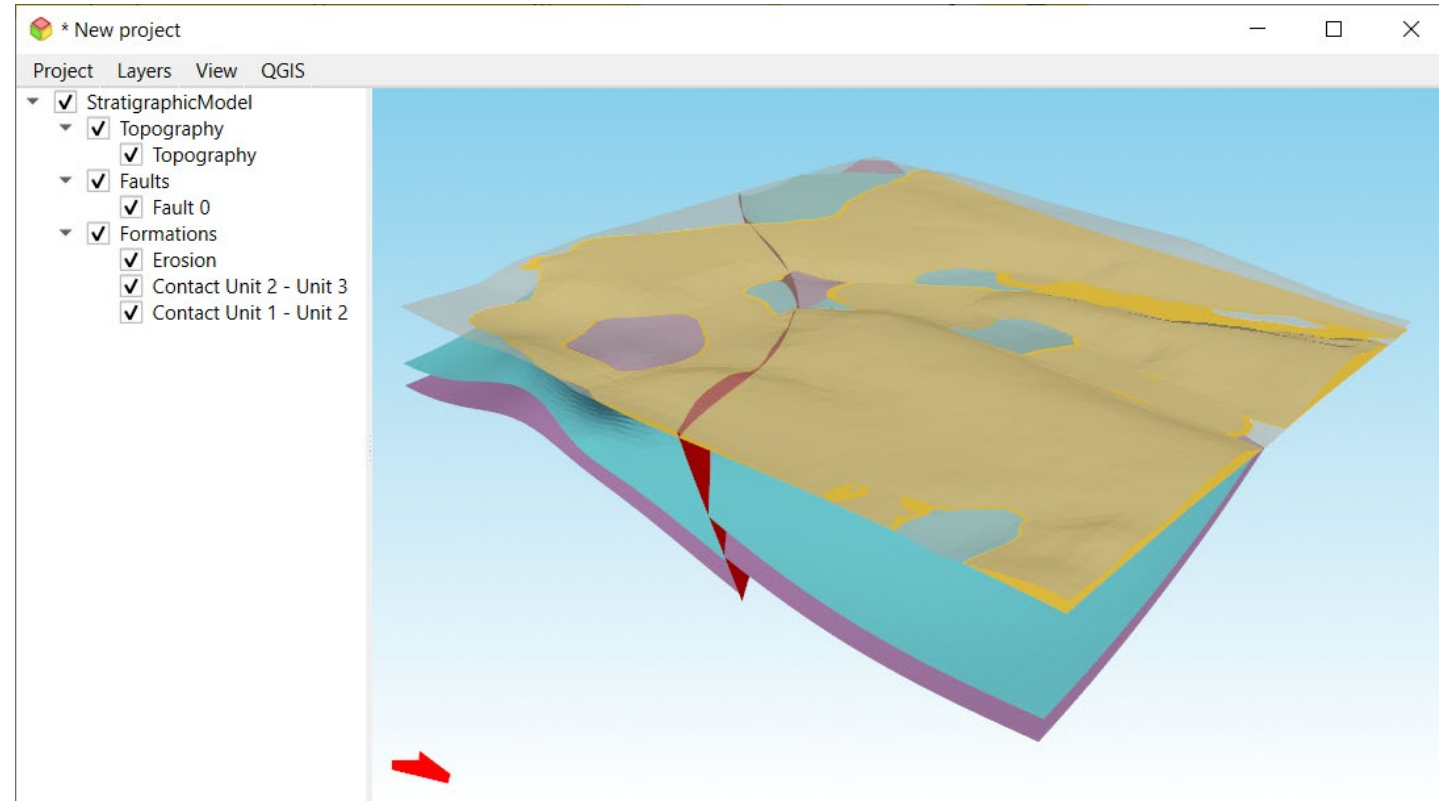 * New project
Project Layers View QGIS
StratigraphicModel
Topography
Topography
Faults
Fault 0
Formations
Erosion
Contact Unit 2 - Unit 3
Contact Unit 1 - Unit 2